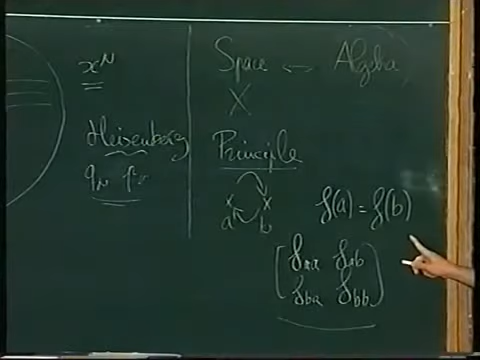 x^N
Heisenberg
q_N p_N
Space ↔ Algebra
X
Principle
x x
a b
f(a) = f(b)
f_aa f_ab
f_ba f_bb